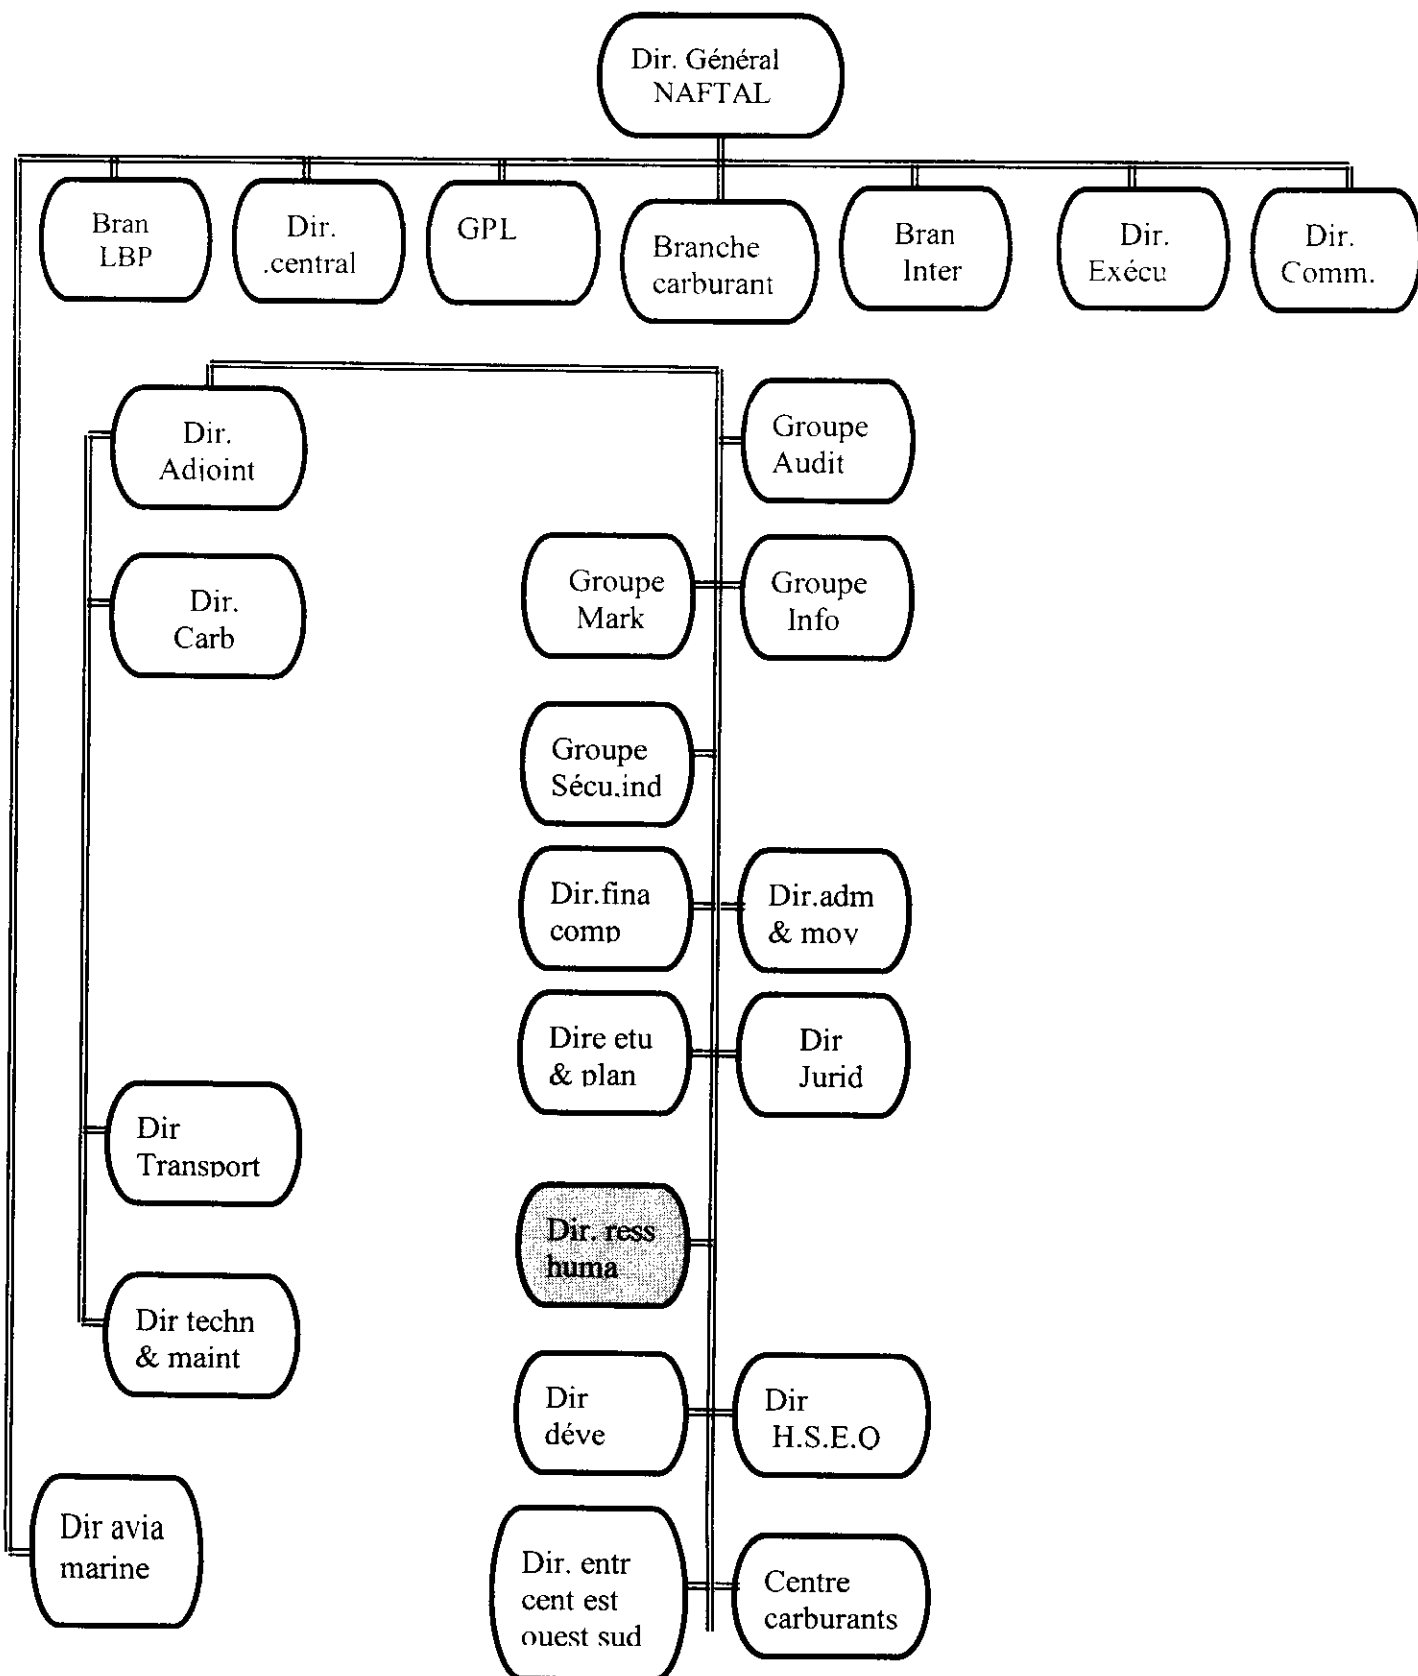 Dir. Général
NAFTAL
Bran
LBP
Dir.
.central
GPL
Branche
carburant
Bran
Inter
Dir.
Exécu
Dir.
Comm.
Dir.
Adjoint
Groupe
Audit
Dir.
Carb
Groupe
Mark
Groupe
Info
Groupe
Sécu.ind
Dir.fina
comp
Dir.adm
& moy
Dire etu
& plan
Dir
Jurid
Dir
Transport
Dir. ress
huma
Dir techn
& maint
Dir
déve
Dir
H.S.E.Q
Dir avia
marine
Dir. entr
cent est
ouest sud
Centre
carburants